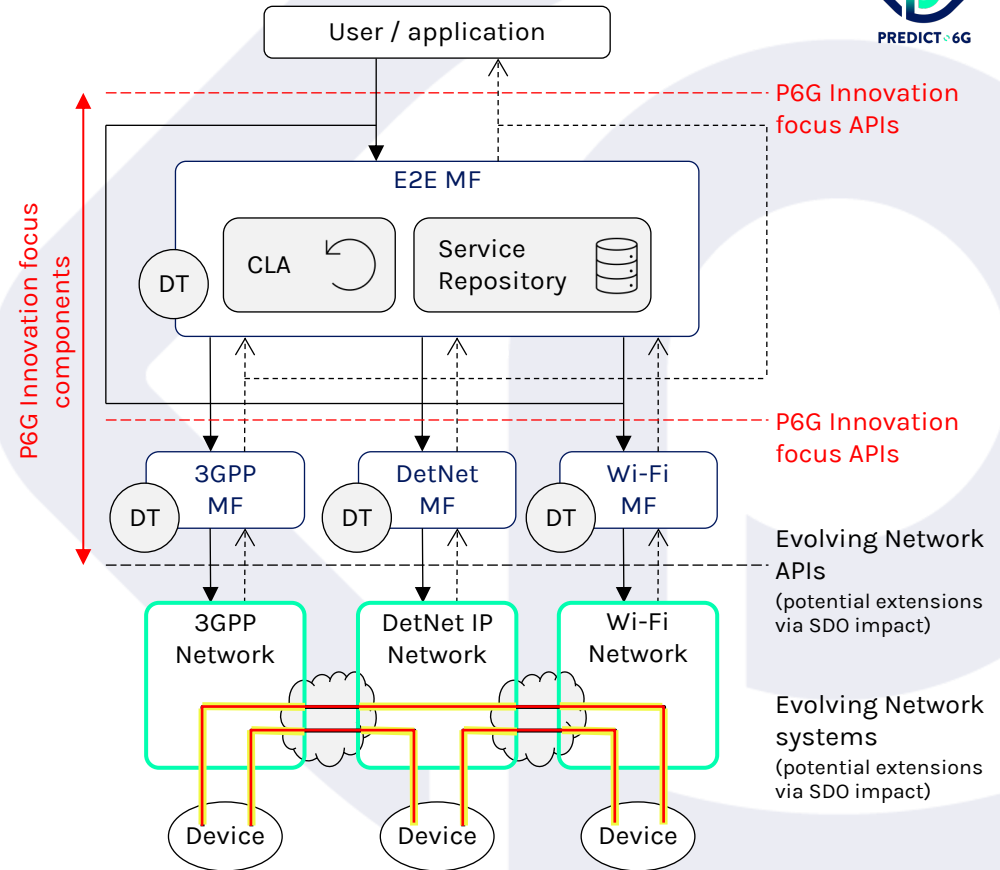 User / application
PREDICT 6G
P6G Innovation
focus APIs
E2E MF
P6G Innovation focus
components
CLA
Service
Repository
DT
P6G Innovation
focus APIs
3GPP
MF
DT
DetNet
MF
DT
Wi-Fi
MF
DT
Evolving Network
APIs
(potential extensions
via SDO impact)
3GPP
Network
DetNet IP
Network
Wi-Fi
Network
Evolving Network
systems
(potential extensions
via SDO impact)
Device
Device
Device